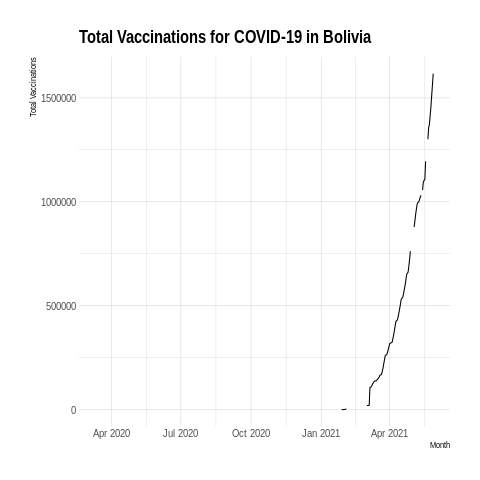 Total Vaccinations for COVID-19 in Bolivia
Total Vaccinations
1500000
1000000
500000
0
Apr 2020 Jul 2020 Oct 2020 Jan 2021 Apr 2021
Month